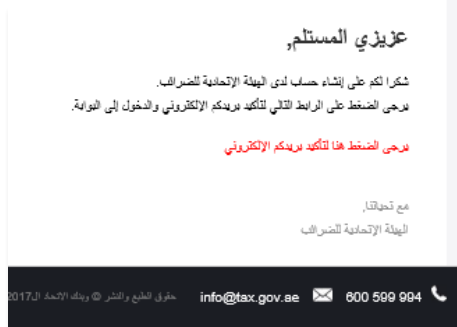 عزيزي المستلم,
شكرا لكم على إنشاء حساب لدى الهيئة الإتحادية للضرائب.
يرجى الضغط على الرابط التالي لتأكيد بريدكم الإلكتروني والدخول إلى البوابة.
يرجى الضغط هنا لتأكيد بريدكم الإلكتروني
مع تحياتنا,
الهيئة الإتحادية للضرائب
600 599 994 info@tax.gov.ae حقوق الطبع والنشر © وبنك الاتحاد ال2017